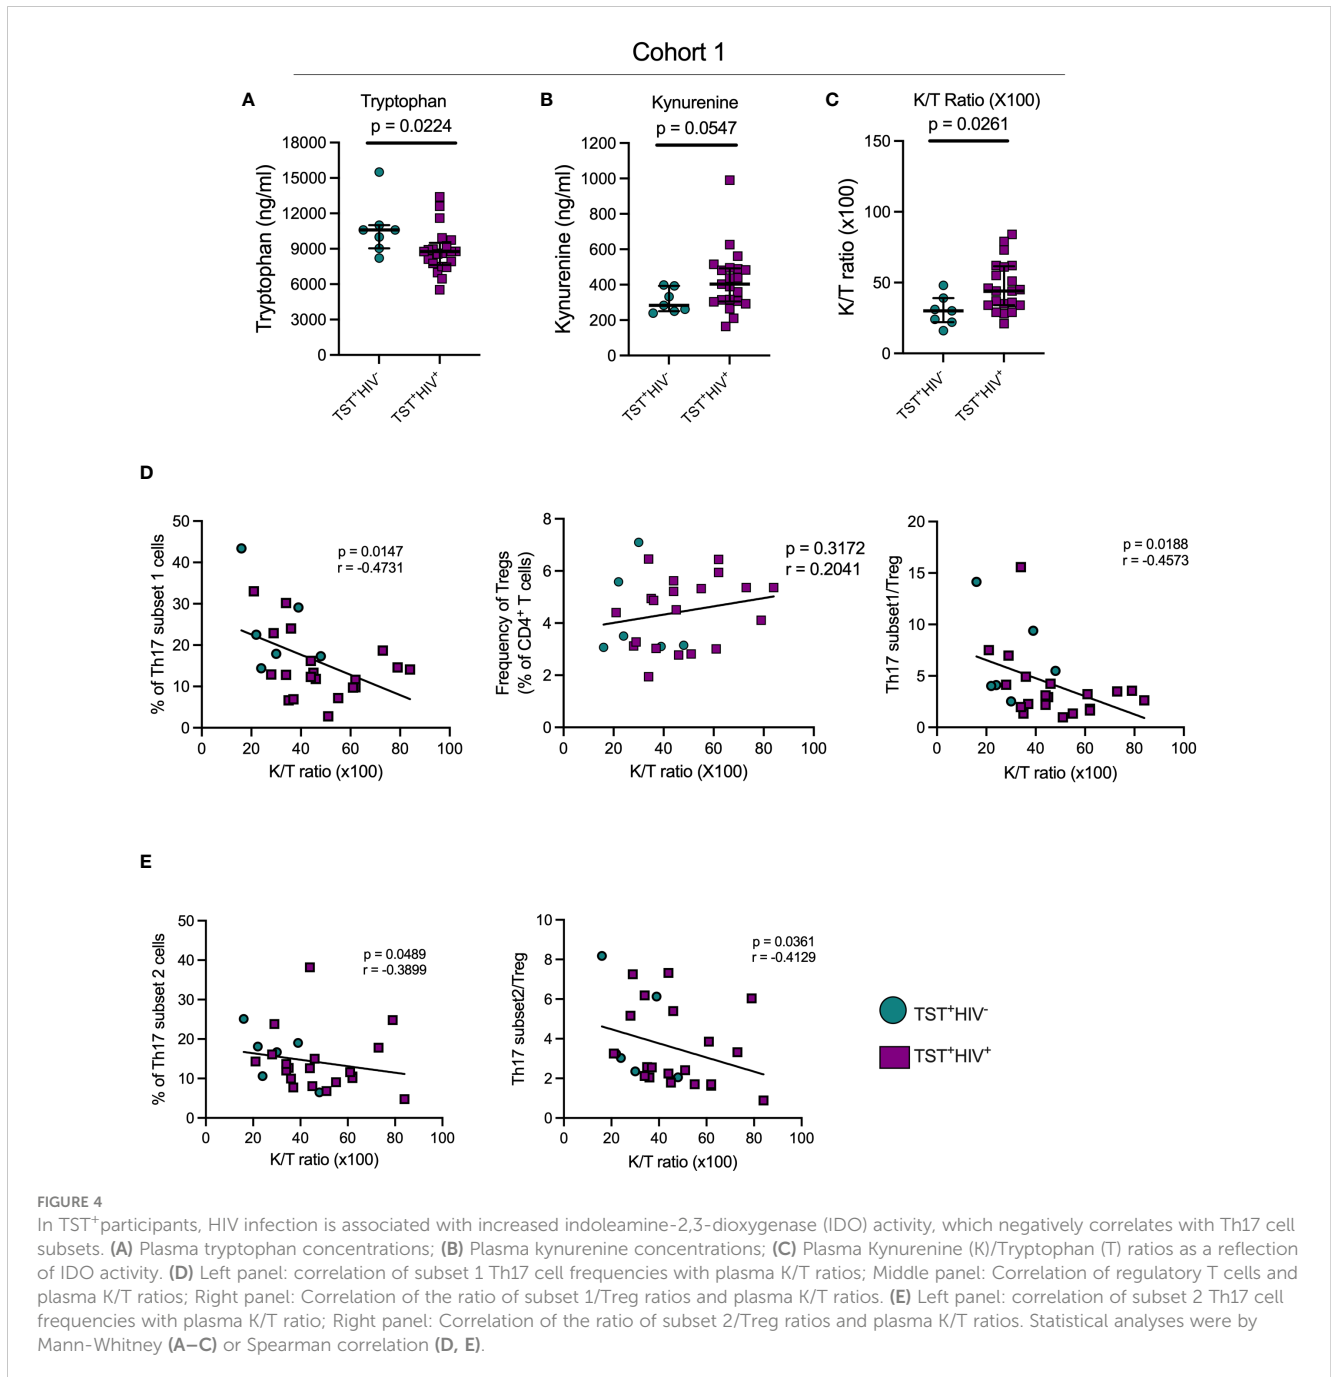 Cohort 1
A
Tryptophan
p = 0.0224
Tryptophan (ng/ml)
18000
15000
12000
9000
6000
3000
0
TST+HIV-
TST+HIV+
B
Kynurenine
p = 0.0547
Kynurenine (ng/ml)
1200
1000
800
600
400
200
0
TST+HIV-
TST+HIV+
C
K/T Ratio (X100)
p = 0.0261
K/T ratio (x100)
150
100
50
0
TST+HIV-
TST+HIV+
D
% of Th17 subset 1 cells
50
40
30
20
10
0
p = 0.0147
r = -0.4731
0 20 40 60 80 100
K/T ratio (x100)
Frequency of Tregs
(% of CD4+ T cells)
8
6
4
2
0
p = 0.3172
r = 0.2041
0 20 40 60 80 100
K/T ratio (X100)
Th17 subset1/Treg
20
15
10
5
0
p = 0.0188
r = -0.4573
0 20 40 60 80 100
K/T ratio (x100)
E
% of Th17 subset 2 cells
50
40
30
20
10
0
p = 0.0489
r = -0.3899
0 20 40 60 80 100
K/T ratio (x100)
Th17 subset2/Treg
10
8
6
4
2
0
p = 0.0361
r = -0.4129
0 20 40 60 80 100
K/T ratio (x100)
TST+HIV-
TST+HIV+
FIGURE 4
In TST+participants, HIV infection is associated with increased indoleamine-2,3-dioxygenase (IDO) activity, which negatively correlates with Th17 cell
subsets. (A) Plasma tryptophan concentrations; (B) Plasma kynurenine concentrations; (C) Plasma Kynurenine (K)/Tryptophan (T) ratios as a reflection
of IDO activity. (D) Left panel: correlation of subset 1 Th17 cell frequencies with plasma K/T ratios; Middle panel: Correlation of regulatory T cells and
plasma K/T ratios; Right panel: Correlation of the ratio of subset 1/Treg ratios and plasma K/T ratios. (E) Left panel: correlation of subset 2 Th17 cell
frequencies with plasma K/T ratio; Right panel: Correlation of the ratio of subset 2/Treg ratios and plasma K/T ratios. Statistical analyses were by
Mann-Whitney (A–C) or Spearman correlation (D, E).